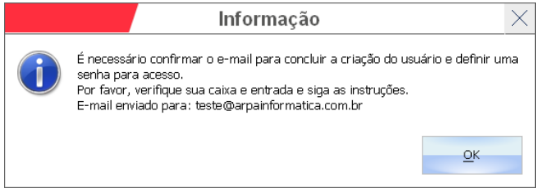 Informação
É necessário confirmar o e-mail para concluir a criação do usuário e definir uma
senha para acesso.
Por favor, verifique sua caixa e entrada e siga as instruções.
E-mail enviado para: teste@arpainformatica.com.br
OK